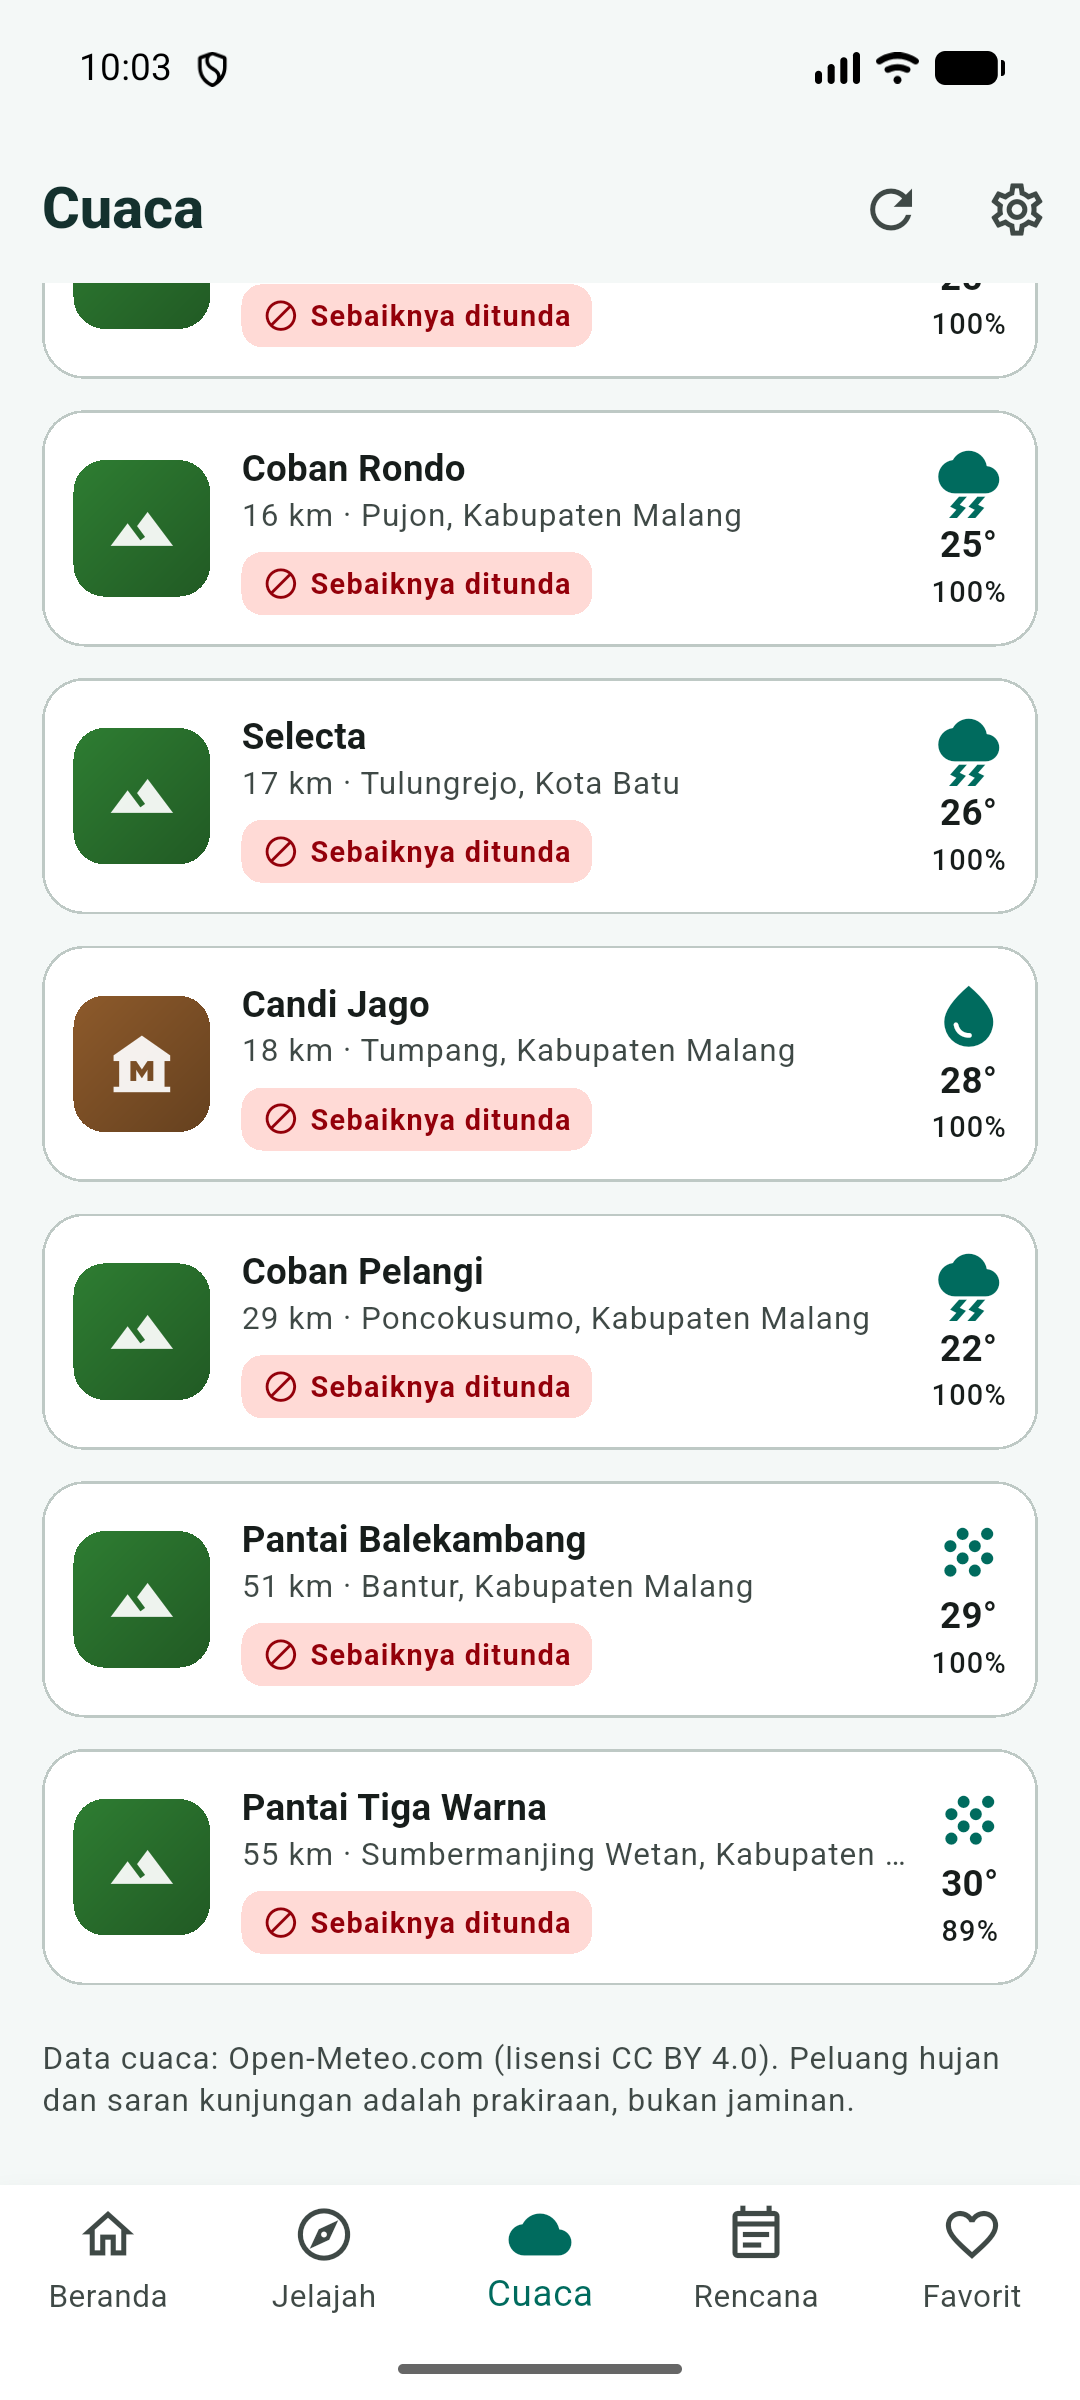 10:03
Cuaca
Sebaiknya ditunda
100%
Coban Rondo
16 km · Pujon, Kabupaten Malang
Sebaiknya ditunda
25°
100%
Selecta
17 km · Tulungrejo, Kota Batu
Sebaiknya ditunda
26°
100%
Candi Jago
18 km · Tumpang, Kabupaten Malang
Sebaiknya ditunda
28°
100%
Coban Pelangi
29 km · Poncokusumo, Kabupaten Malang
Sebaiknya ditunda
22°
100%
Pantai Balekambang
51 km · Bantur, Kabupaten Malang
Sebaiknya ditunda
29°
100%
Pantai Tiga Warna
55 km · Sumbermanjing Wetan, Kabupaten ...
Sebaiknya ditunda
30°
89%
Data cuaca: Open-Meteo.com (lisensi CC BY 4.0). Peluang hujan
dan saran kunjungan adalah prakiraan, bukan jaminan.
Beranda
Jelajah
Cuaca
Rencana
Favorit